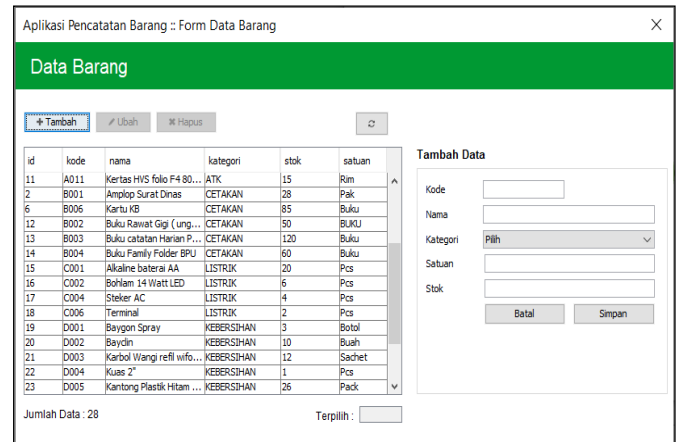 Aplikasi Pencatatan Barang :: Form Data Barang
Data Barang
Tambah Ubah Hapus
id kode nama kategori stok satuan
11 A011 Kertas HVS folio F4 80... ATK 15 Rim
2 B001 Amplop Surat Dinas CETAKAN 28 Pak
6 B006 Kartu KB CETAKAN 85 Buku
12 B002 Buku Rawat Gigi ( ung... CETAKAN 50 BUKU
13 B003 Buku catatan Harian P... CETAKAN 120 Buku
14 B004 Buku Family Folder BPU CETAKAN 60 Buku
15 C001 Alkaline baterai AA LISTRIK 20 Pcs
16 C002 Bohlam 14 Watt LED LISTRIK 6 Pcs
17 C004 Steker AC LISTRIK 4 Pcs
18 C006 Terminal LISTRIK 2 Pcs
19 D001 Baygon Spray KEBERSIHAN 3 Botol
20 D002 Bayclin KEBERSIHAN 10 Buah
21 D003 Karbol Wangi refil wifo... KEBERSIHAN 12 Sachet
22 D004 Kuas 2" KEBERSIHAN 1 Pcs
23 D005 Kantong Plastik Hitam ... KEBERSIHAN 26 Pack
Jumlah Data : 28 Terpilih :
Tambah Data
Kode
Nama
Kategori Pilih
Satuan
Stok
Batal Simpan